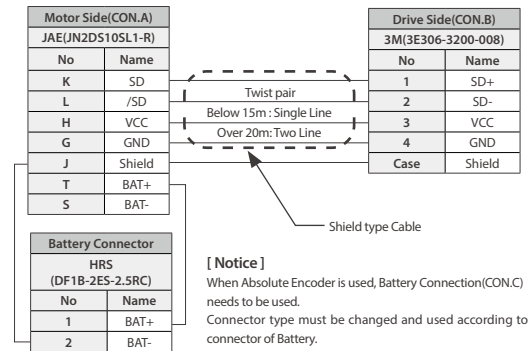 Motor Side(CON.A)
JAE(JN2DS10SL1-R)
No Name
K SD
L /SD
H VCC
G GND
J Shield
T BAT+
S BAT-
Twist pair
Below 15m : Single Line
Over 20m: Two Line
Drive Side(CON.B)
3M(3E306-3200-008)
No Name
1 SD+
2 SD-
3 VCC
4 GND
Case Shield
Shield type Cable
Battery Connector
HRS
(DF1B-2ES-2.5RC)
No Name
1 BAT+
2 BAT-
[ Notice ]
When Absolute Encoder is used, Battery Connection(CON.C)
needs to be used.
Connector type must be changed and used according to
connector of Battery.